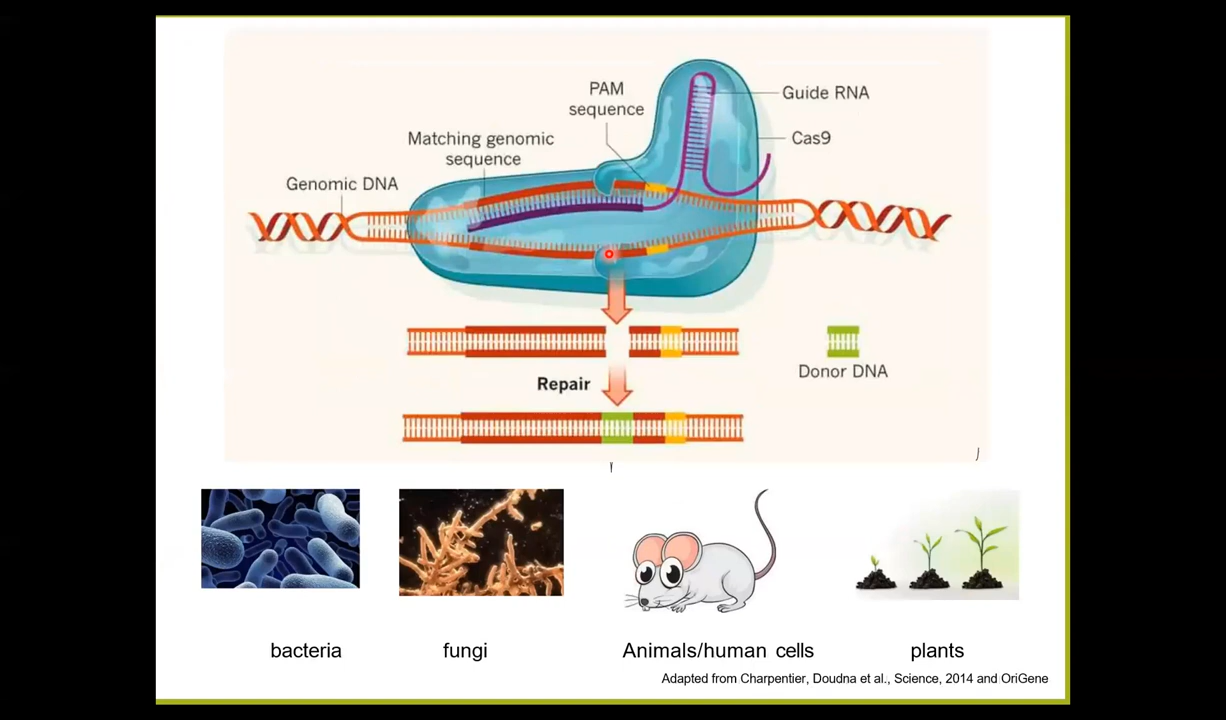 PAM
sequence
Guide RNA
Matching genomic
sequence
Cas9
Genomic DNA
Donor DNA
Repair
bacteria
fungi
Animals/human cells
plants
Adapted from Charpentier, Doudna et al., Science, 2014 and OriGene